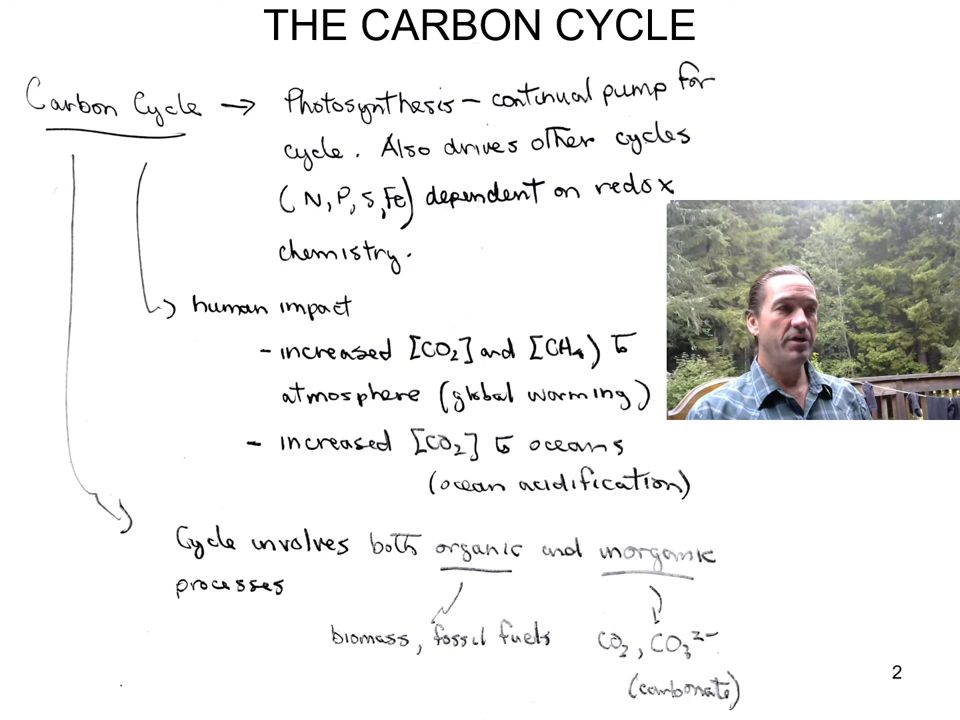 THE CARBON CYCLE
Carbon Cycle → Photosynthesis – continual pump for
cycle. Also drives other cycles
(N, P, S, Fe) dependent on redox
chemistry.
human impact
- increased [CO₂] and [CH₄) to
atmosphere (global warming)
- increased [CO₂] to oceans
(ocean acidification)
Cycle involves both organic and inorganic
processes
biomass, fossil fuels CO₂, CO₃²⁻
(carbonate)
2